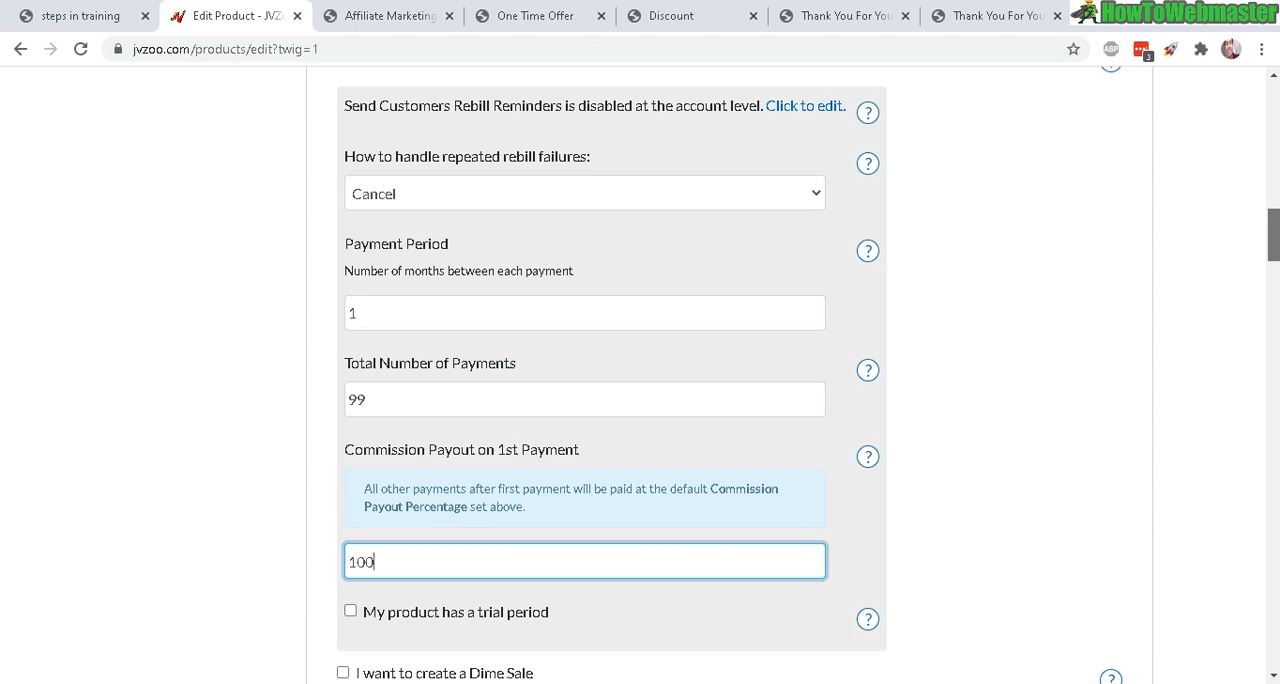 steps in training
Edit Product - JVZ
Affiliate Marketi
er Time Offer
Discount
Thank You For You
Thank You For You
HowToWebmaster
jvzoo.com/products/edit?twig=1
ABP
3
Send Customers Rebill Reminders is disabled at the account level. Click to edit.
?
How to handle repeated rebill failures:
?
Cancel
Payment Period
?
Number of months between each payment
1
Total Number of Payments
?
99
Commission Payout on 1st Payment
?
All other payments after first payment will be paid at the default Commission
Payout Percentage set above.
100
My product has a trial period
?
I want to create a Dime Sale
?